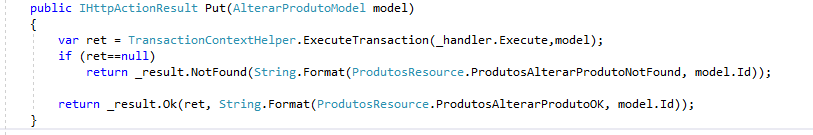 public IHttpActionResult Put(AlterarProdutoModel model)
{
var ret = TransactionContextHelper.ExecuteTransaction(_handler.Execute,model);
if (ret==null)
return _result.NotFound(String.Format(ProdutosResource.ProdutosAlterarProdutoNotFound, model.Id));
return _result.Ok(ret, String.Format(ProdutosResource.ProdutosAlterarProdutoOK, model.Id));
}